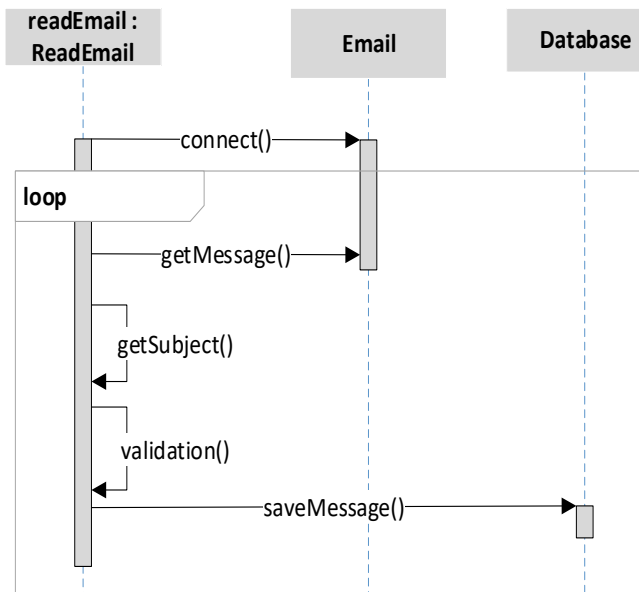 readEmail :
ReadEmail
Email
Database
connect()
loop
getMessage()
getSubject()
validation()
saveMessage()